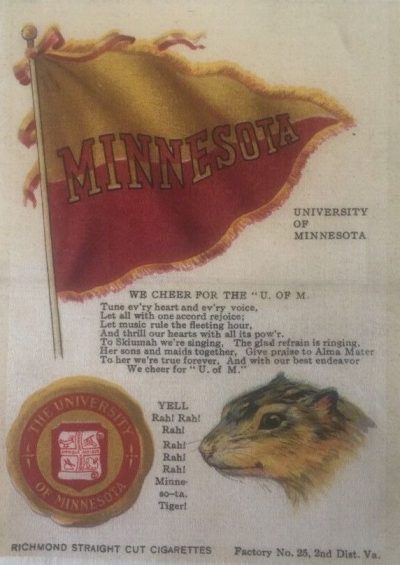 MINNESOTA
UNIVERSITY
OF
MINNESOTA
WE CHEER FOR THE "U. OF M.
Tune ev'ry heart and ev'ry voice,
Let all with one accord rejoice;
Let music rule the fleeting hour,
And thrill our hearts with all its pow'r.
To Skiumah we're singing, The glad refrain is ringing,
Her sons and maids together, Give praise to Alma Mater
To her we're true forever, And with our best endeavor
We cheer for "U. of M."
THE UNIVERSITY
OF MINNESOTA
YELL
Rah! Rah!
Rah!
Rah!
Rah!
Rah!
Minne-
so-ta.
Tiger!
RICHMOND STRAIGHT CUT CIGARETTES Factory No. 25, 2nd Dist. Va.